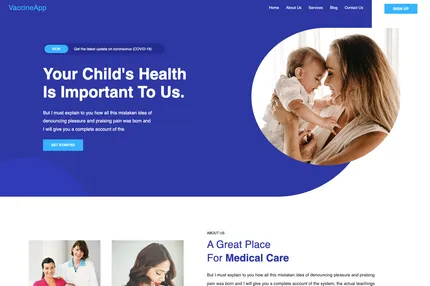 VaccineApp
Home About Us Services Blog Contact Us SIGN UP
NEW Get the latest update on coronavirus (COVID-19)
Your Child's Health
Is Important To Us.
But I must explain to you how all this mistaken idea of
denouncing pleasure and praising pain was born and
I will give you a complete account of the.
GET STARTED
ABOUT US
A Great Place
For Medical Care
But I must explain to you how all this mistaken idea of denouncing pleasure and praising
pain was born and I will give you a complete account of the system, the actual teachings